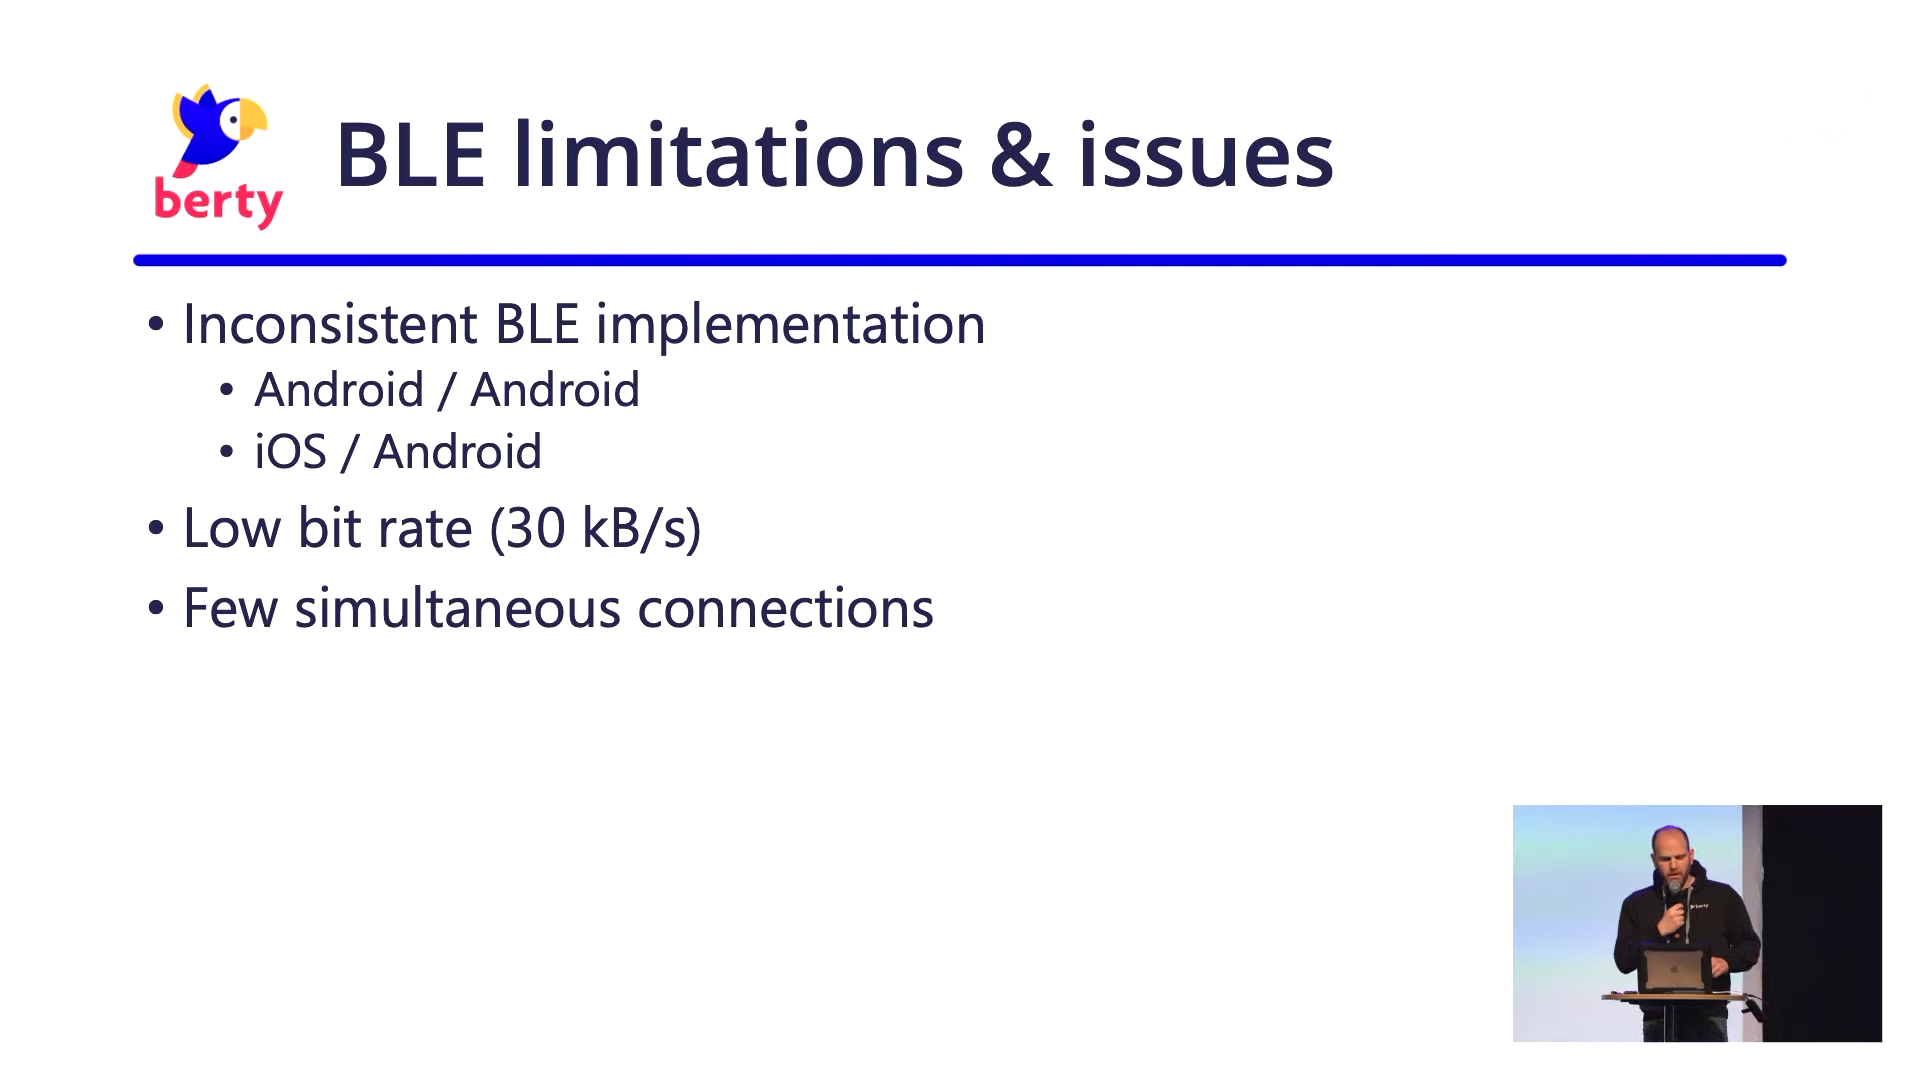 berty
BLE limitations & issues
• Inconsistent BLE implementation
• Android / Android
• iOS / Android
• Low bit rate (30 kB/s)
• Few simultaneous connections
berty